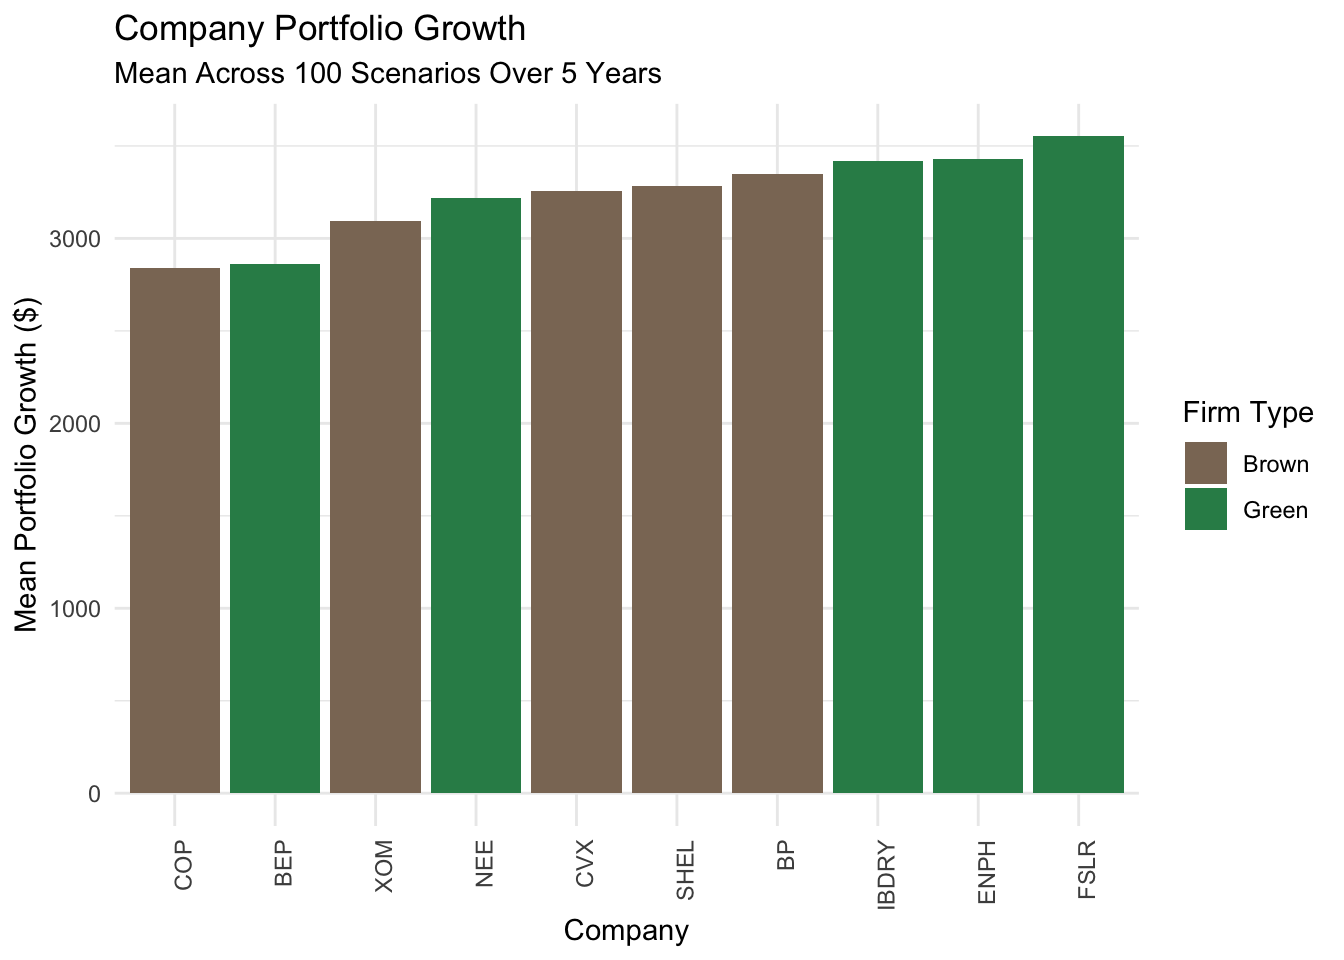 Company Portfolio Growth
Mean Across 100 Scenarios Over 5 Years
Mean Portfolio Growth ($)
3000
2000
1000
0
COP
BEP
XOM
NEE
CVX
SHEL
BP
IBDRY
ENPH
FSLR
Company
Firm Type
Brown
Green